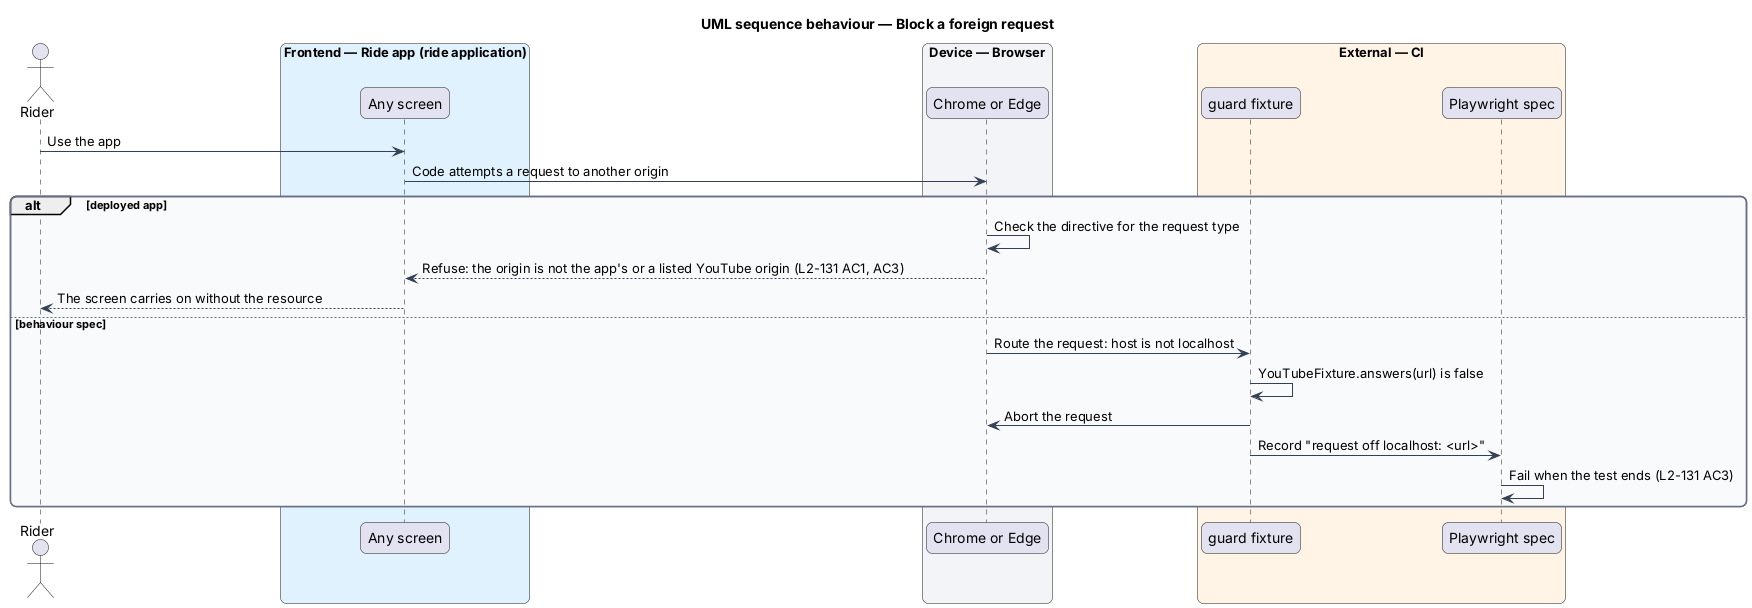 UML sequence behaviour — Block a foreign request
Frontend — Ride app (ride application)
Device — Browser
External — CI
Rider
Any screen
Chrome or Edge
guard fixture
Playwright spec
Use the app
Code attempts a request to another origin
alt
[deployed app]
Check the directive for the request type
Refuse: the origin is not the app's or a listed YouTube origin (L2-131 AC1, AC3)
The screen carries on without the resource
[behaviour spec]
Route the request: host is not localhost
YouTubeFixture.answers(url) is false
Abort the request
Record "request off localhost: <url>"
Fail when the test ends (L2-131 AC3)
Rider
Any screen
Chrome or Edge
guard fixture
Playwright spec